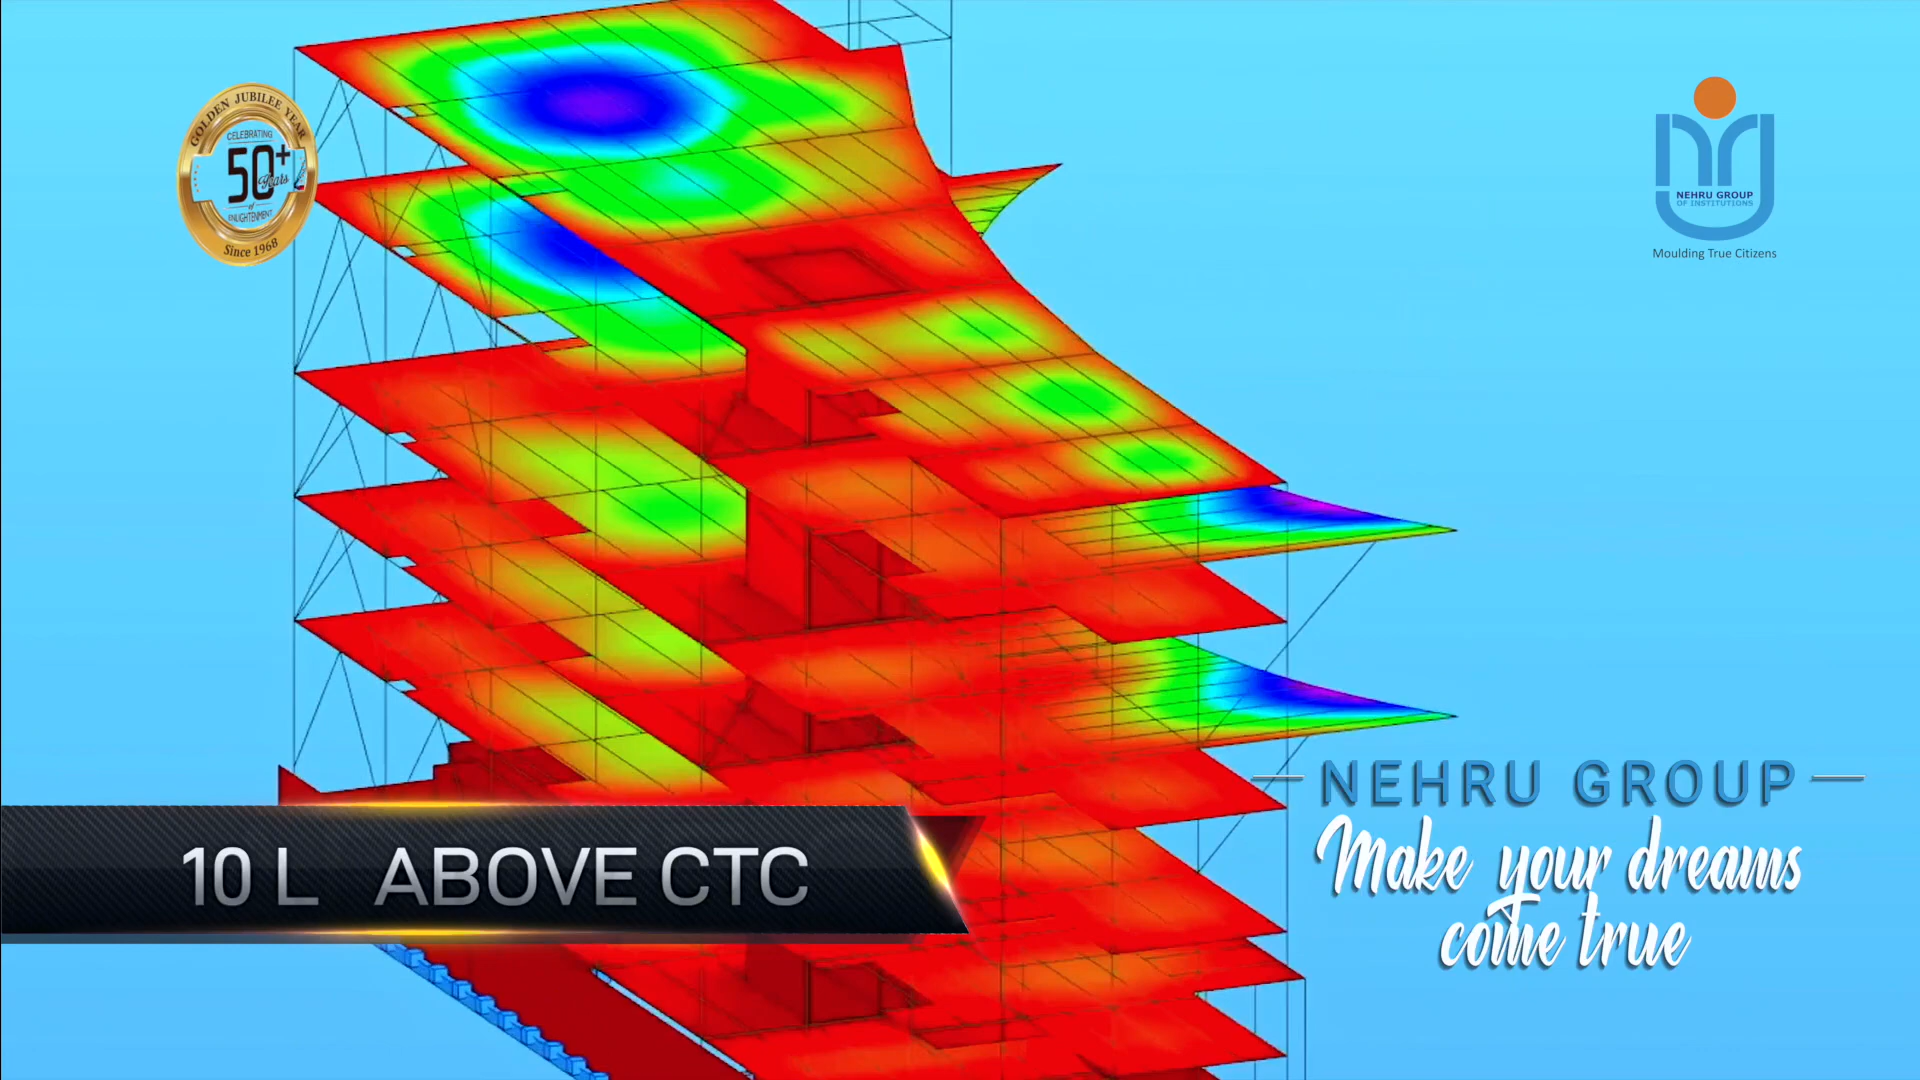 GOLDEN JUBILEE YEAR
CELEBRATING
50+
Years
of
ENLIGHTENMENT
Since 1968
NEHRU GROUP
OF INSTITUTIONS
Moulding True Citizens
10 L ABOVE CTC
NEHRU GROUP
Make your dreams
come true